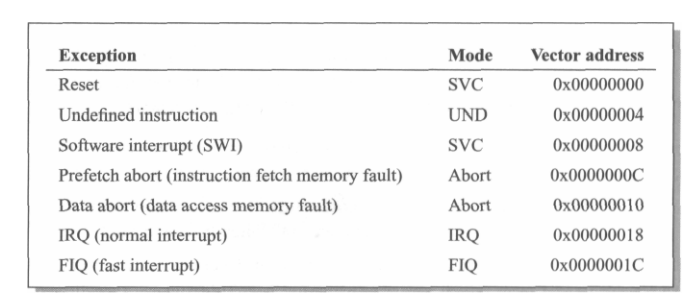 Exception Mode Vector address
Reset SVC 0x00000000
Undefined instruction UND 0x00000004
Software interrupt (SWI) SVC 0x00000008
Prefetch abort (instruction fetch memory fault) Abort 0x0000000C
Data abort (data access memory fault) Abort 0x00000010
IRQ (normal interrupt) IRQ 0x00000018
FIQ (fast interrupt) FIQ 0x0000001C